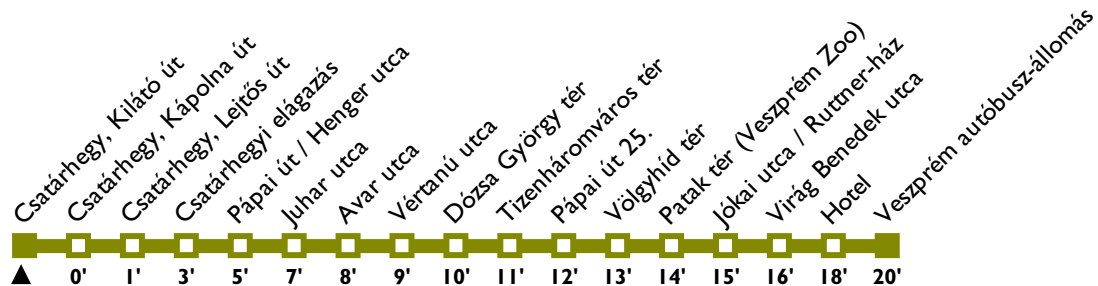 Csatárhegy, Kilátó út
Csatárhegy, Kápolna út
Csatárhegy, Lejtős út
Csatárhegyi elágazás
Pápai út / Henger utca
Juhar utca
Avar utca
Vértanú utca
Dózsa György tér
Tizenháromváros tér
Pápai út 25.
Völgyhíd tér
Patak tér (Veszprém Zoo)
Jókai utca / Ruttner-ház
Virág Benedek utca
Hotel
Veszprém autóbusz-állomás
0' 1' 3' 5' 7' 8' 9' 10' 11' 12' 13' 14' 15' 16' 18' 20'